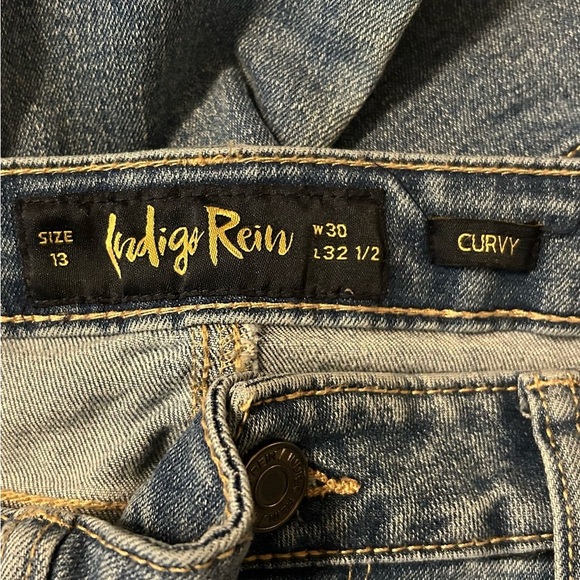 SIZE
13
Indigo Rein
W30
L32 1/2
CURVY